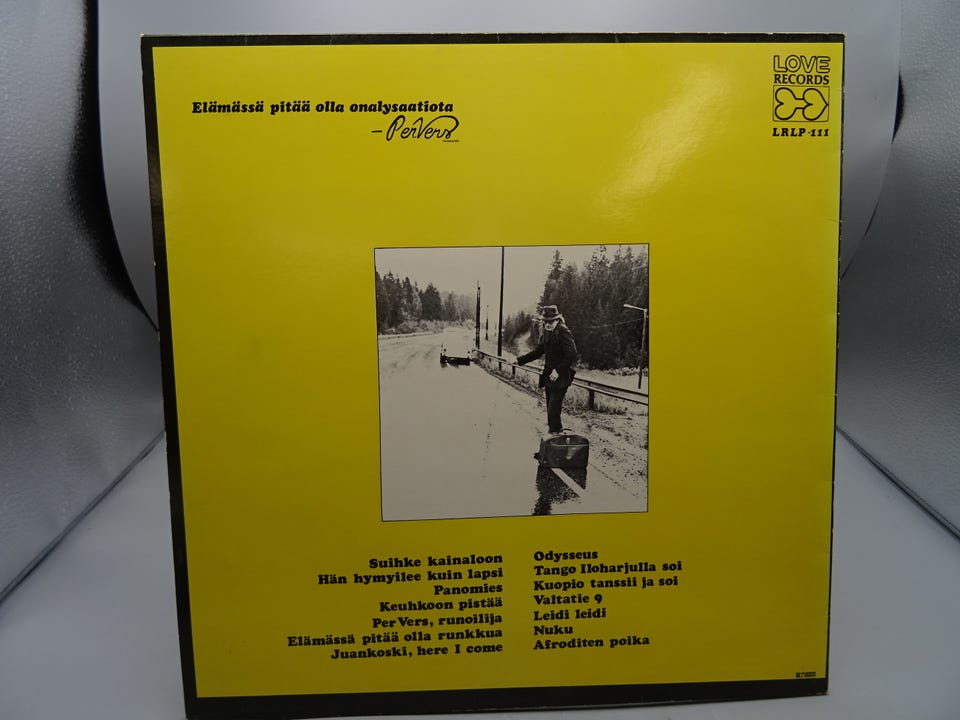 Elämässä pitää olla onalysaatiota
- PerVers
LOVE
RECORDS
LRLP-111
Suihke kainaloon
Hän hymyilee kuin lapsi
Panomies
Keuhkoon pistää
Per Vers, runoilija
Elämässä pitää olla runkkua
Juankoski, here I come
Odysseus
Tango Iloharjulla soi
Kuopio tanssii ja soi
Valtatie 9
Leidi leidi
Nuku
Afroditen poika